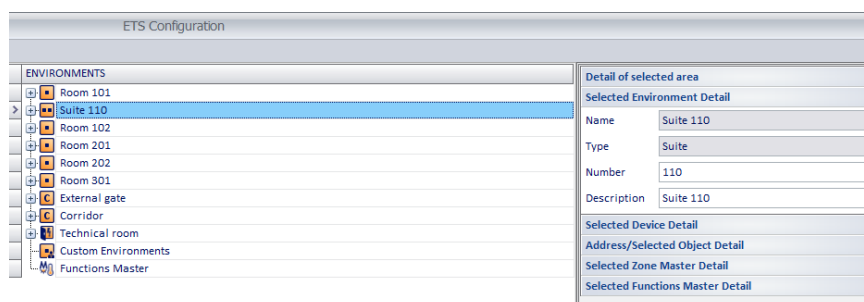 ETS Configuration
ENVIRONMENTS
Room 101
Suite 110
Room 102
Room 201
Room 202
Room 301
C External gate
C Corridor
Technical room
Custom Environments
Functions Master
Detail of selected area
Selected Environment Detail
Name Suite 110
Type Suite
Number 110
Description Suite 110
Selected Device Detail
Address/Selected Object Detail
Selected Zone Master Detail
Selected Functions Master Detail